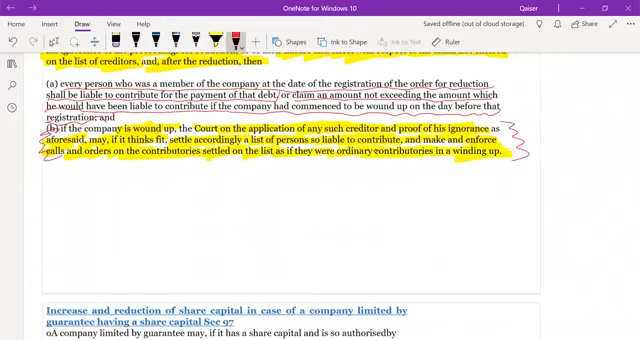 OneNote for Windows 10
Saved offline (out of cloud storage)
Qaiser
Home
Insert
Draw
View
Help
Shapes
Ink to Shape
Ink to Text
Ink to Math
on the list of creditors, and, after the reduction, then
(a) every person who was a member of the company at the date of the registration of the order for reduction
shall be liable to contribute for the payment of that debt/or claim an amount not exceeding the amount which
he would have been liable to contribute if the company had commenced to be wound up on the day before that
registration; and
(b) if the company is wound up, the Court on the application of any such creditor and proof of his ignorance as
aforesaid, may, if it thinks fit, settle accordingly a list of persons so liable to contribute, and make and enforce
calls and orders on the contributories settled on the list as if they were ordinary contributories in a winding up.
Increase and reduction of share capital in case of a company limited by
guarantee having a share capital Sec 97
oA company limited by guarantee may, if it has a share capital and is so authorisedby